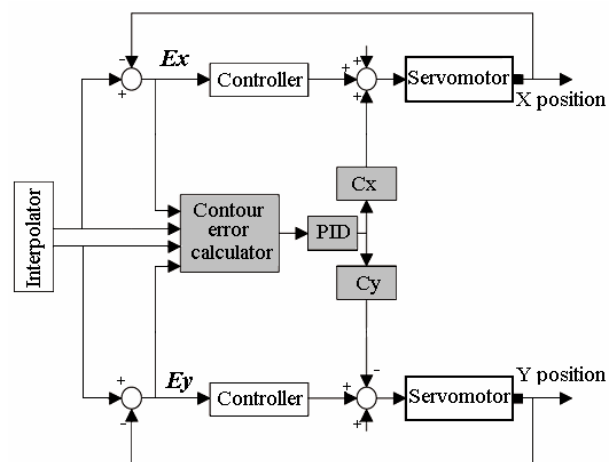 -
+
Ex
Controller
+
+
+
Servomotor
X position
Cx
Interpolator
Contour
error
calculator
PID
Cy
Y position
+
-
Ey
Controller
+
-
+
Servomotor